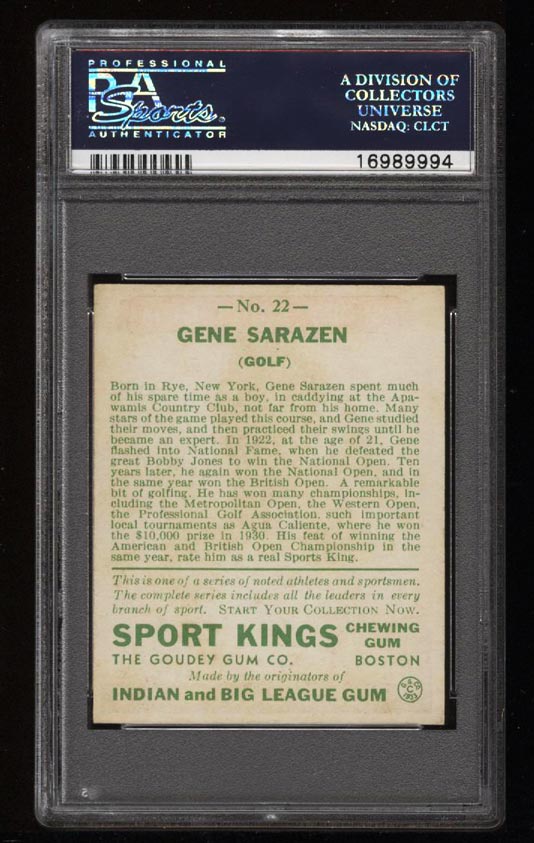 PROFESSIONAL
PSA
Sports
AUTHENTICATOR
A DIVISION OF
COLLECTORS
UNIVERSE
NASDAQ: CLCT
16989994
—No. 22—
GENE SARAZEN
(GOLF)
Born in Rye, New York, Gene Sarazen spent much
of his spare time as a boy, in caddying at the Apa-
wamis Country Club, not far from his home. Many
stars of the game played this course, and Gene studied
their moves, and then practiced their swings until he
became an expert. In 1922, at the age of 21, Gene
flashed into National Fame, when he defeated the
great Bobby Jones to win the National Open. Ten
years later, he again won the National Open, and in
the same year won the British Open. A remarkable
bit of golfing. He has won many championships, in-
cluding the Metropolitan Open, the Western Open,
the Professional Golf Association, such important
local tournaments as Agua Caliente, where he won
the $10,000 prize in 1930. His feat of winning the
American and British Open Championship in the
same year, rate him as a real Sports King.
This is one of a series of noted athletes and sportsmen.
The complete series includes all the leaders in every
branch of sport. START YOUR COLLECTION NOW.
SPORT KINGS CHEWING GUM
THE GOUDEY GUM CO. BOSTON
Made by the originators of
INDIAN and BIG LEAGUE GUM